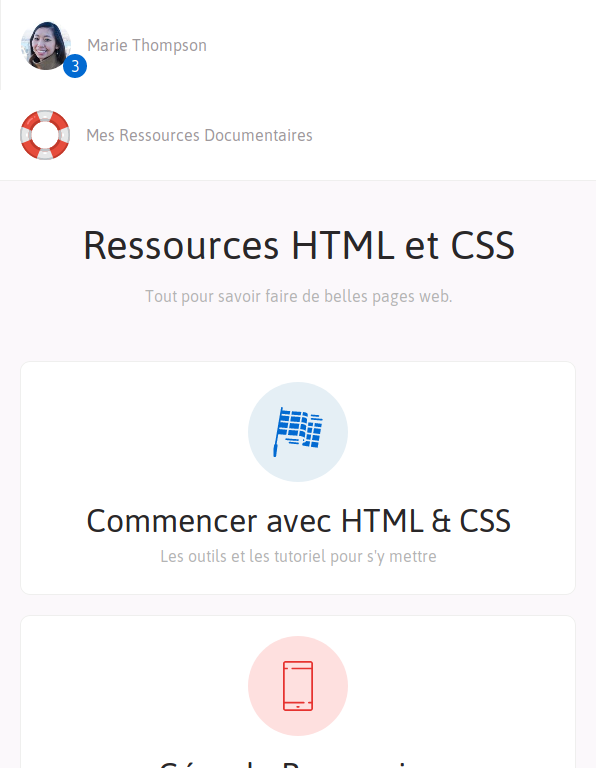 Marie Thompson
3
Mes Ressources Documentaires
Ressources HTML et CSS
Tout pour savoir faire de belles pages web.
Commencer avec HTML & CSS
Les outils et les tutoriel pour s'y mettre